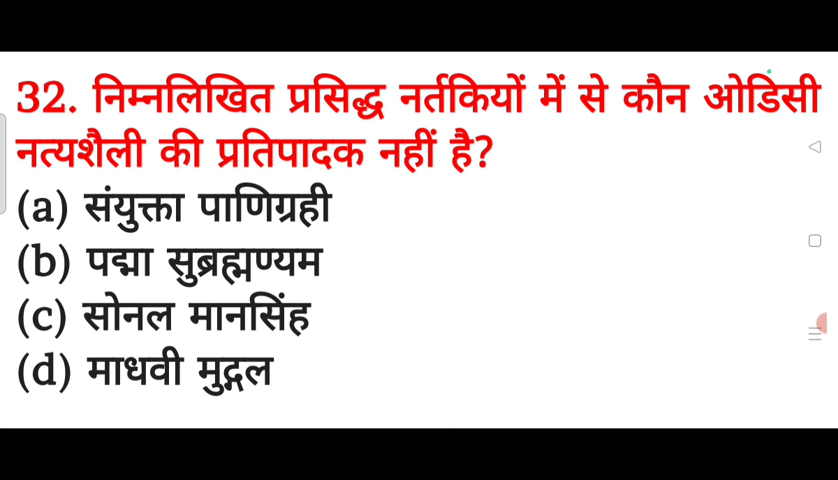 32. निम्नलिखित प्रसिद्ध नर्तकियों में से कौन ओडिसी
नत्यशैली की प्रतिपादक नहीं है?
(a) संयुक्ता पाणिग्रही
(b) पद्मा सुब्रह्मण्यम
(c) सोनल मानसिंह
(d) माधवी मुद्गल